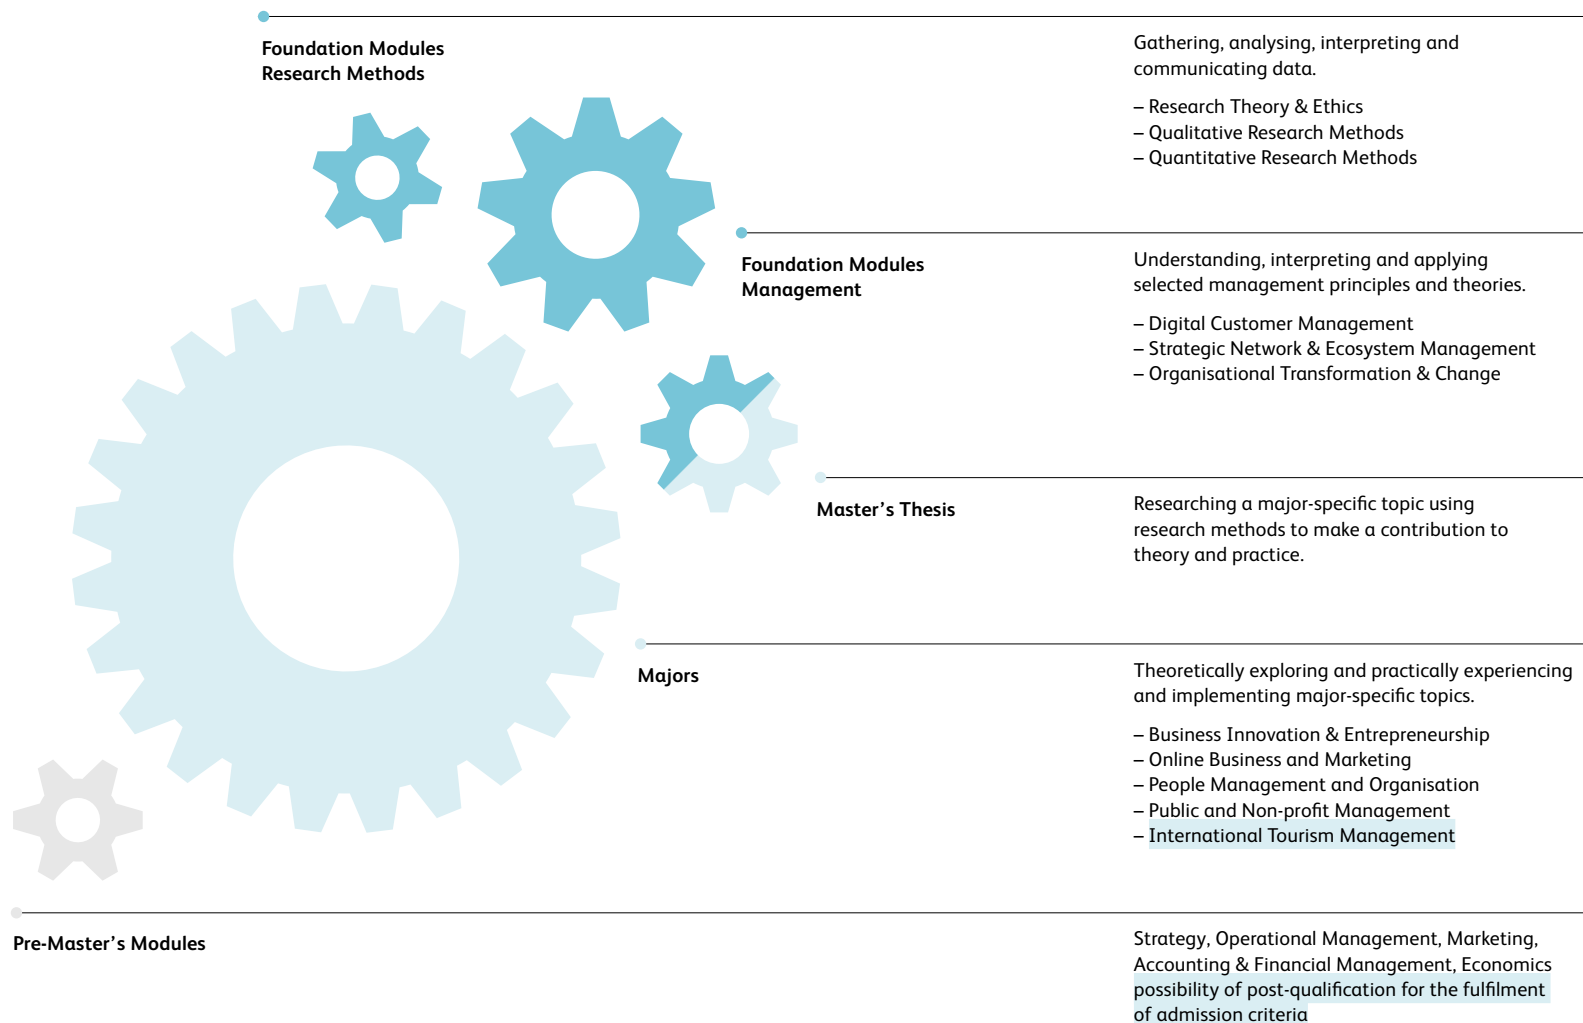 Foundation Modules
Research Methods
Gathering, analysing, interpreting and
communicating data.
– Research Theory & Ethics
– Qualitative Research Methods
– Quantitative Research Methods
Foundation Modules
Management
Understanding, interpreting and applying
selected management principles and theories.
– Digital Customer Management
– Strategic Network & Ecosystem Management
– Organisational Transformation & Change
Master’s Thesis
Researching a major-specific topic using
research methods to make a contribution to
theory and practice.
Majors
Theoretically exploring and practically experiencing
and implementing major-specific topics.
– Business Innovation & Entrepreneurship
– Online Business and Marketing
– People Management and Organisation
– Public and Non-profit Management
– International Tourism Management
Pre-Master’s Modules
Strategy, Operational Management, Marketing,
Accounting & Financial Management, Economics
possibility of post-qualification for the fulfilment
of admission criteria